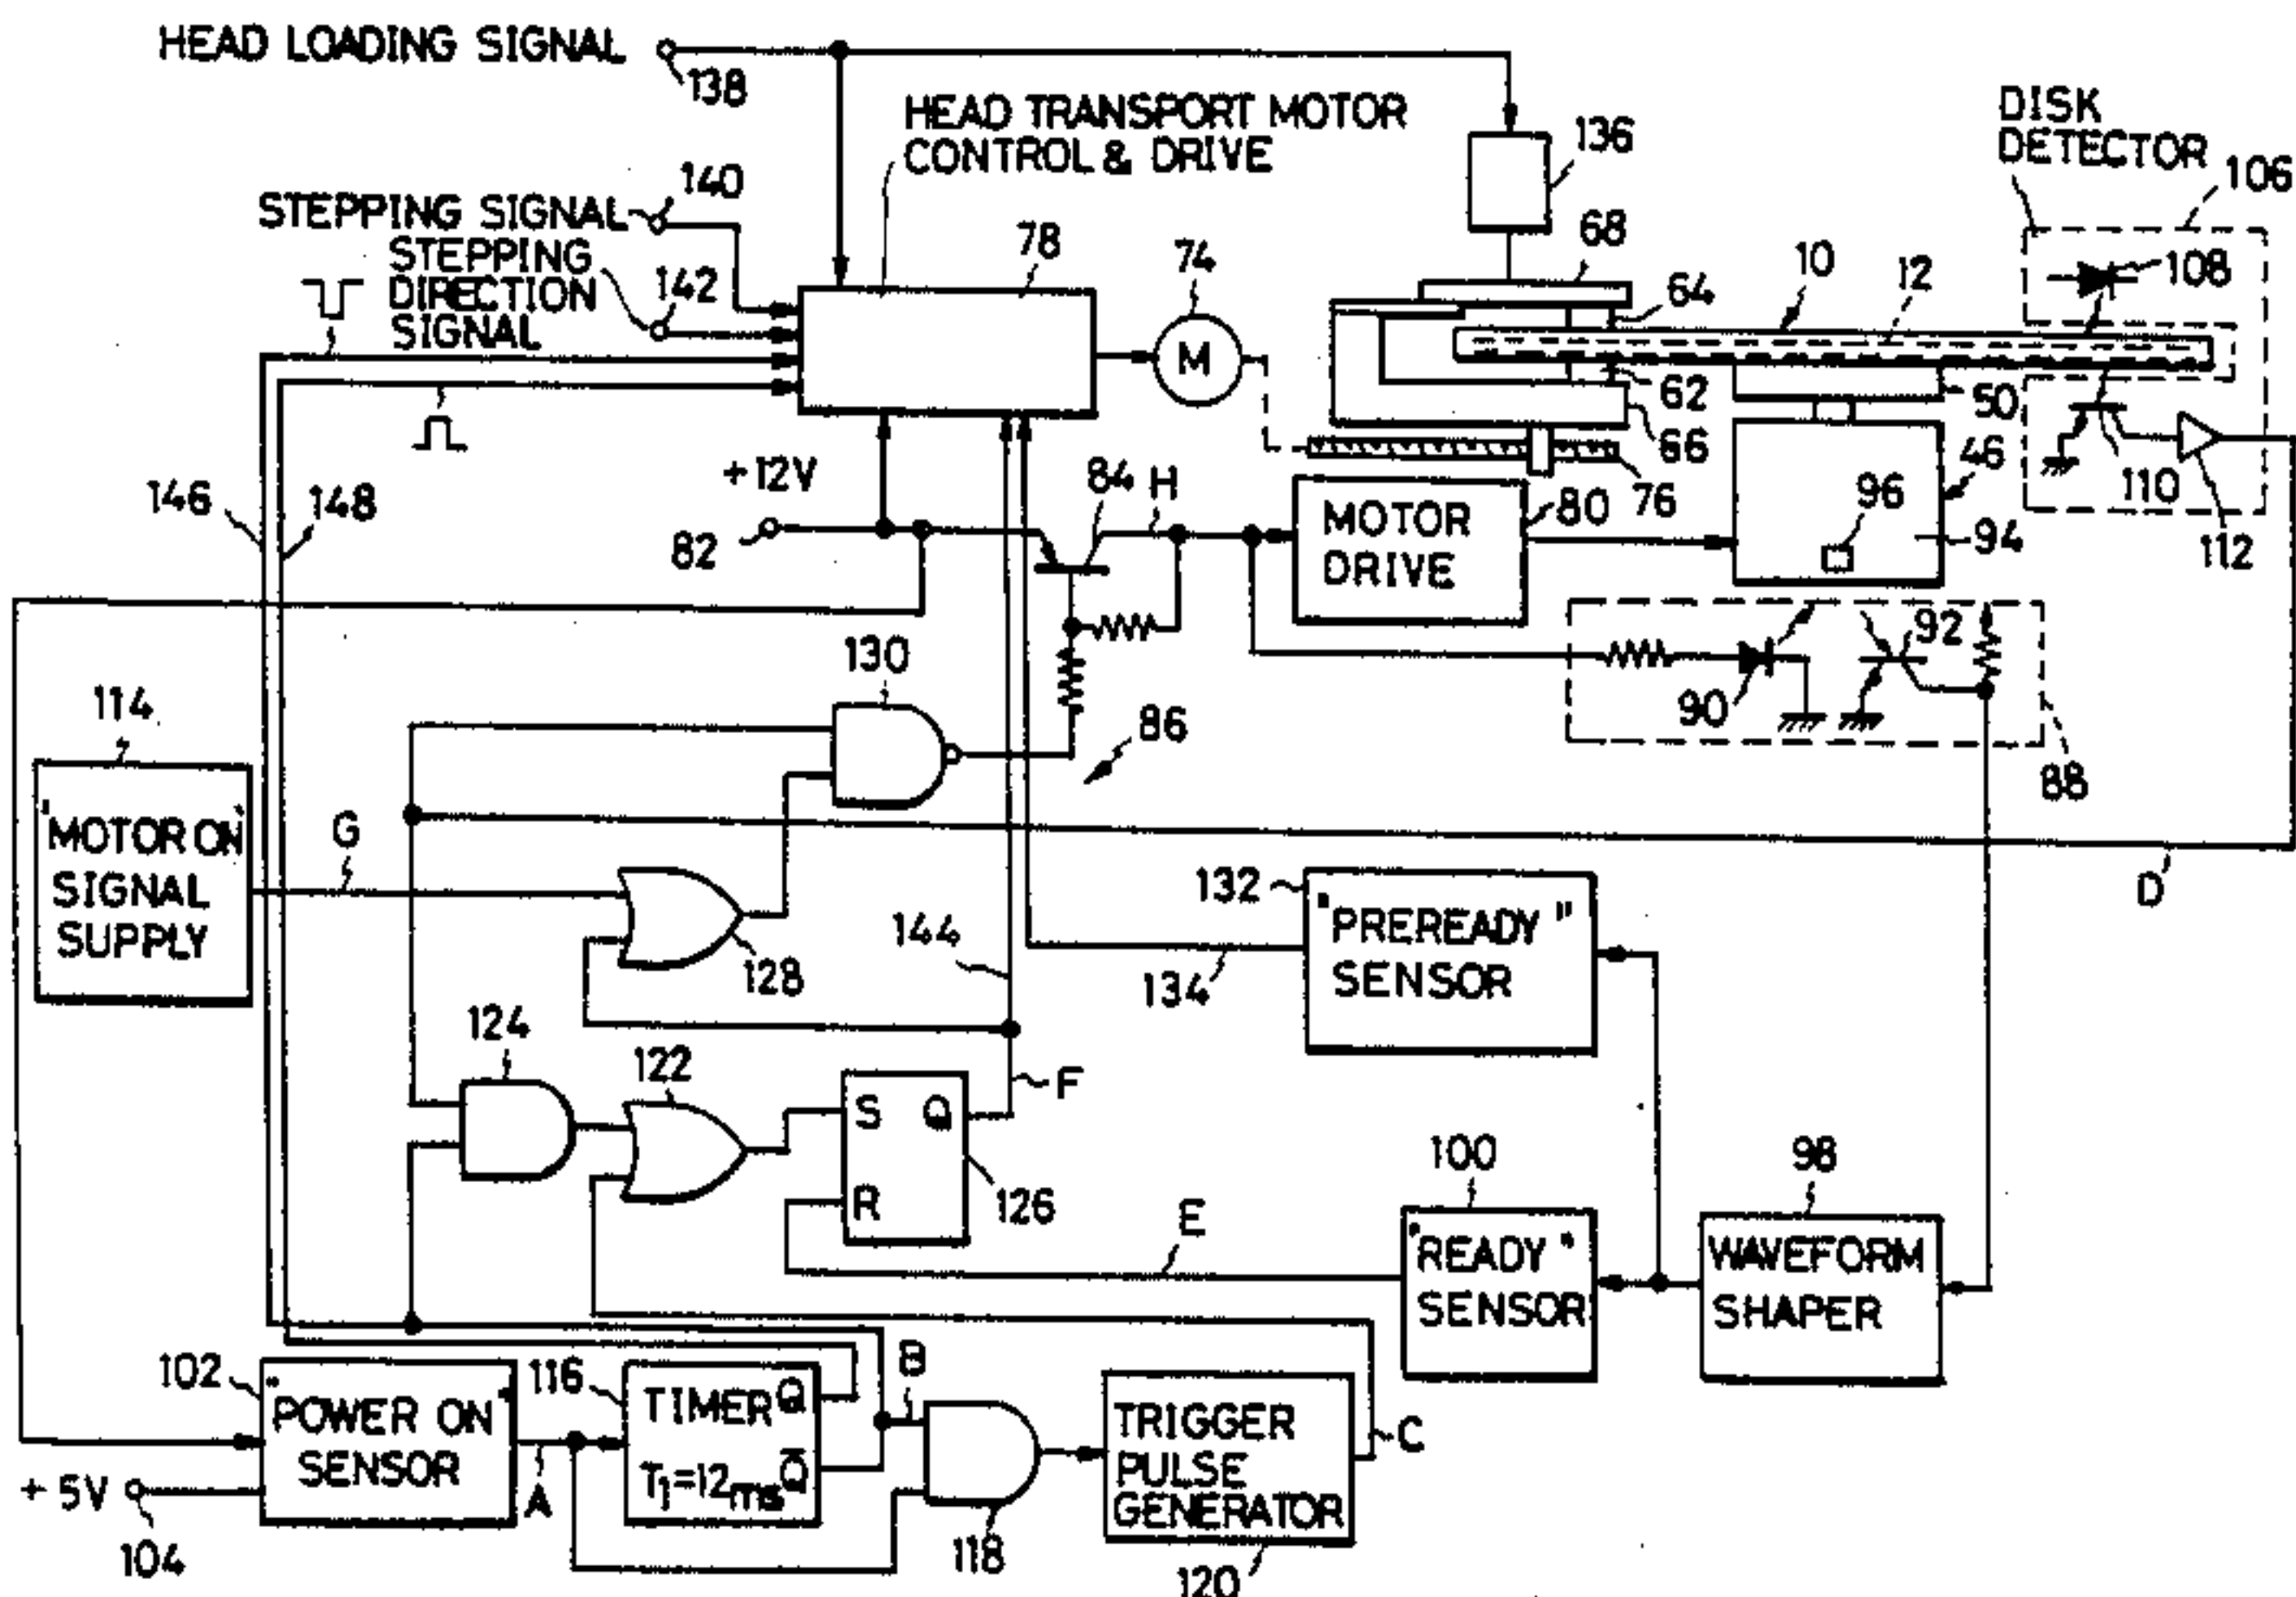 HEAD LOADING SIGNAL
138
HEAD TRANSPORT MOTOR
CONTROL & DRIVE
136
DISK
DETECTOR
106
140
STEPPING SIGNAL
STEPPING
DIRECTION
SIGNAL
142
78
74
68
64
10
12
108
M
62
50
66
76
46
110
112
146
148
+12V
82
84
H
MOTOR
DRIVE
80
96
94
130
86
90
92
88
114
"MOTOR ON"
SIGNAL
SUPPLY
G
128
144
132
"PREREADY"
SENSOR
134
D
124
122
F
S Q
R
126
E
100
"READY"
SENSOR
98
WAVEFORM
SHAPER
102
"POWER ON"
SENSOR
+5V
104
A
116
TIMER Q
T1=12ms Q̅
B
118
TRIGGER
PULSE
GENERATOR
C
120